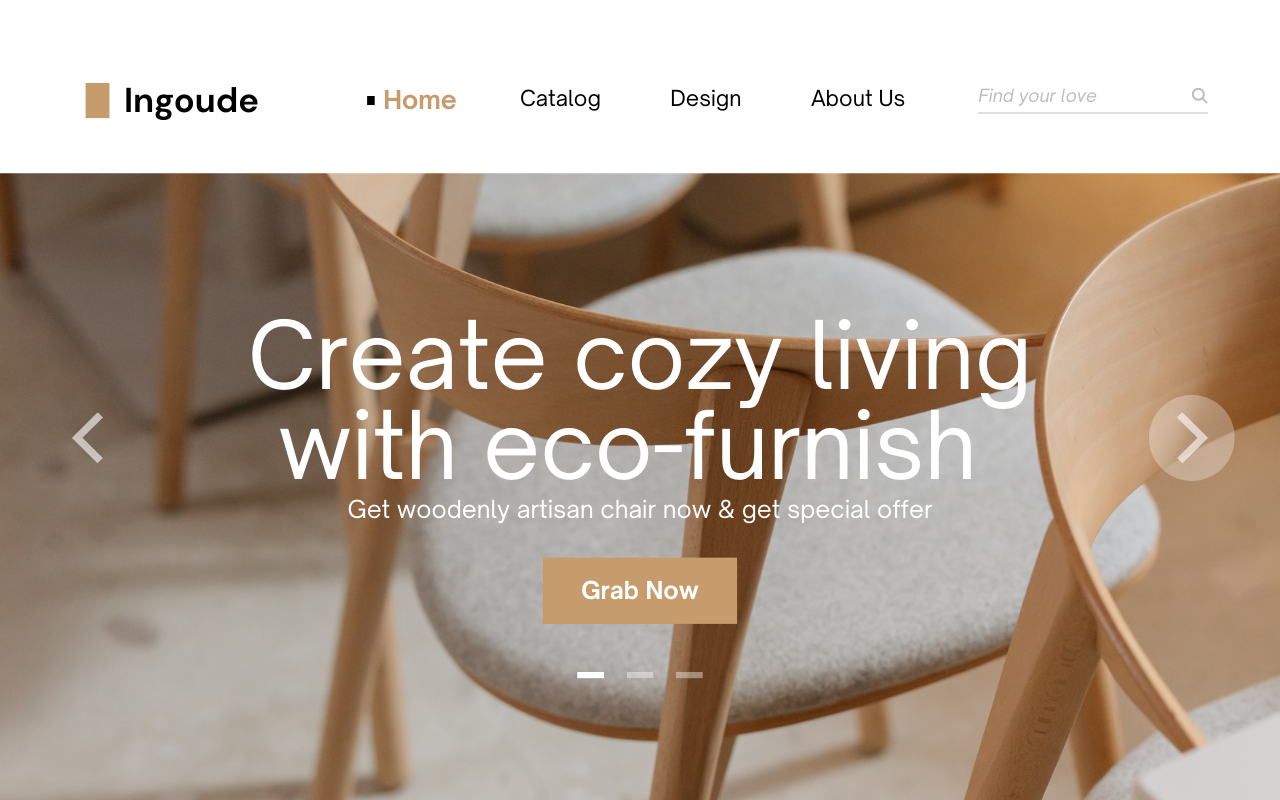 Ingoude
Home
Catalog
Design
About Us
Find your love
Create cozy living
with eco-furnish
Get woodenly artisan chair now & get special offer
Grab Now